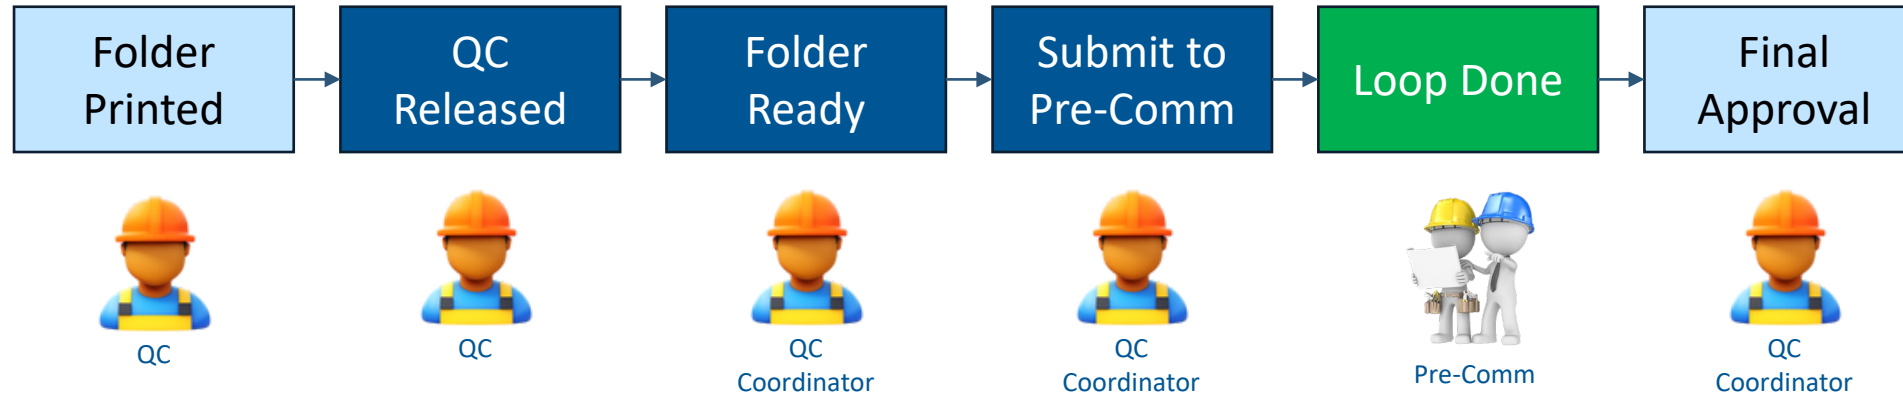 Folder
Printed
QC
Released
Folder
Ready
Submit to
Pre-Comm
Loop Done
Final
Approval
QC
QC
QC
Coordinator
QC
Coordinator
Pre-Comm
QC
Coordinator